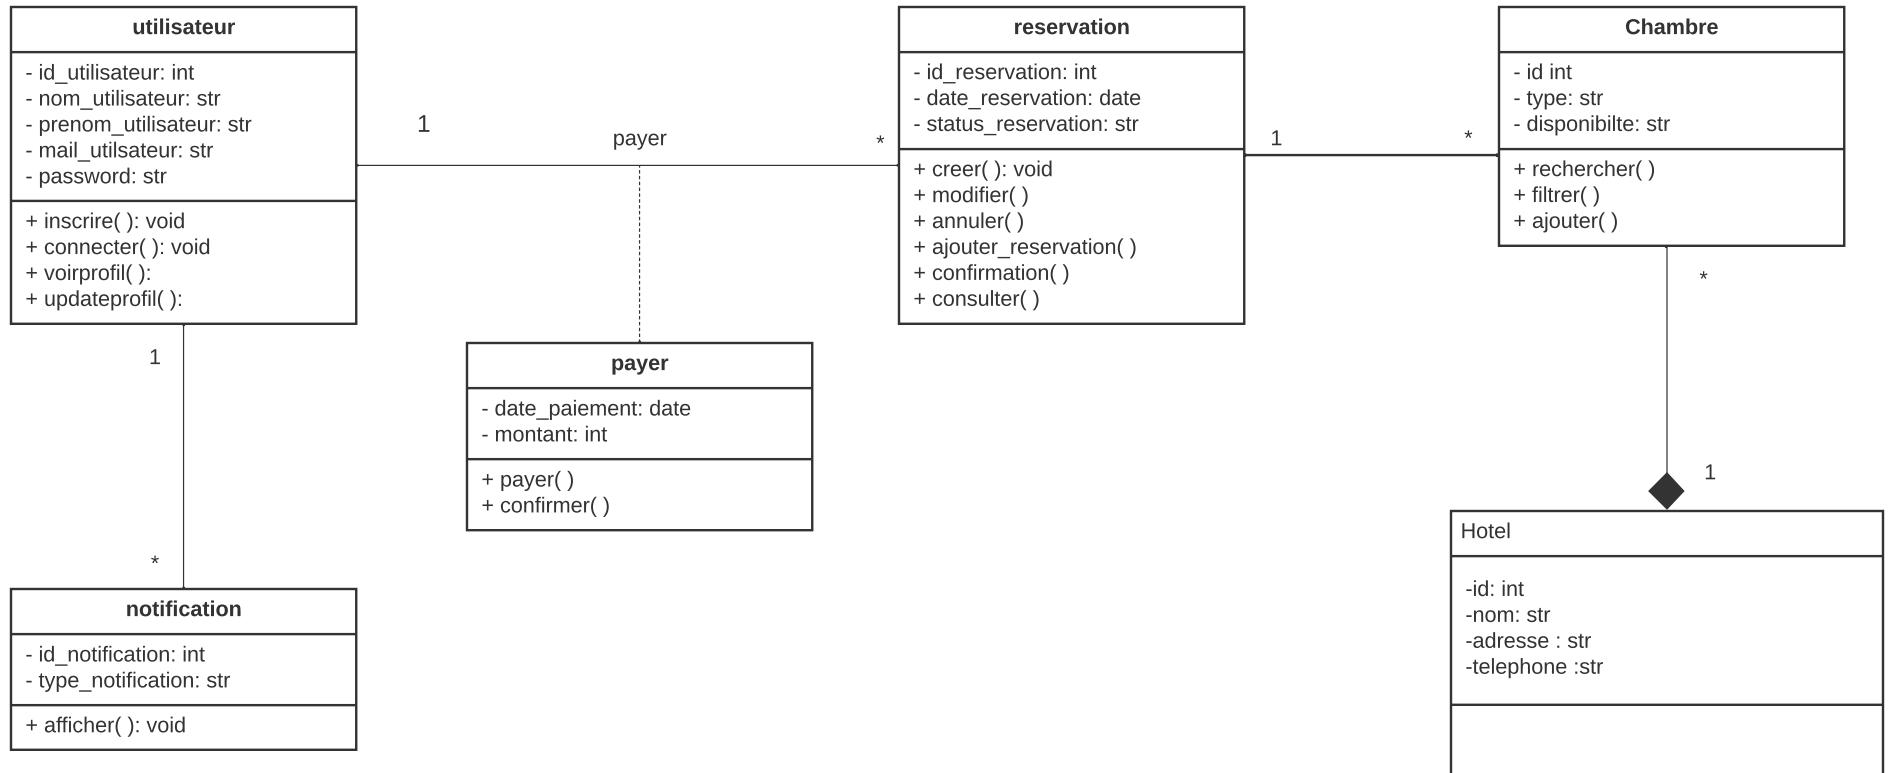 utilisateur
- id_utilisateur: int
- nom_utilisateur: str
- prenom_utilisateur: str
- mail_utilsateur: str
- password: str
+ inscrire( ): void
+ connecter( ): void
+ voirprofil( ):
+ updateprofil( ):
1
payer
*
reservation
- id_reservation: int
- date_reservation: date
- status_reservation: str
+ creer( ): void
+ modifier( )
+ annuler( )
+ ajouter_reservation( )
+ confirmation( )
+ consulter( )
1
*
Chambre
- id int
- type: str
- disponibilte: str
+ rechercher( )
+ filtrer( )
+ ajouter( )
*
1
1
*
payer
- date_paiement: date
- montant: int
+ payer( )
+ confirmer( )
notification
- id_notification: int
- type_notification: str
+ afficher( ): void
Hotel
-id: int
-nom: str
-adresse : str
-telephone :str